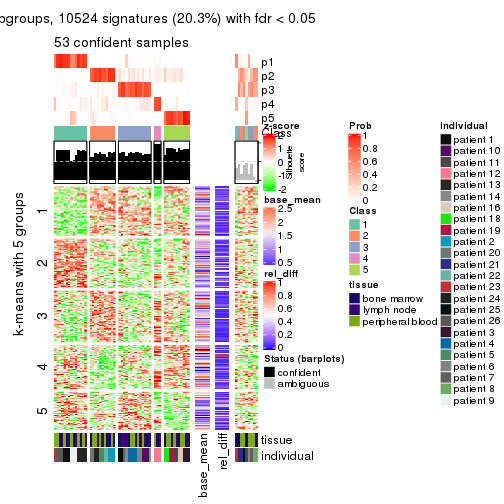 bgroups, 10524 signatures (20.3%) with fdr < 0.05
53 confident samples
p1
p2
p3
p4
p5
Class
Silhouette
score
k-means with 5 groups
1
2
3
4
5
tissue
individual
base_mean
rel_diff
z-score
2
-2
base_mean
2.5
2
1.5
1
0.5
rel_diff
1
0.8
0.6
0.4
0.2
0
Status (barplots)
confident
ambiguous
Prob
1
0.8
0.6
0.4
0.2
0
Class
1
2
3
4
5
tissue
bone marrow
lymph node
peripheral blood
individual
patient 1
patient 10
patient 11
patient 12
patient 13
patient 14
patient 16
patient 18
patient 19
patient 2
patient 20
patient 21
patient 22
patient 23
patient 24
patient 25
patient 26
patient 3
patient 4
patient 5
patient 6
patient 7
patient 8
patient 9